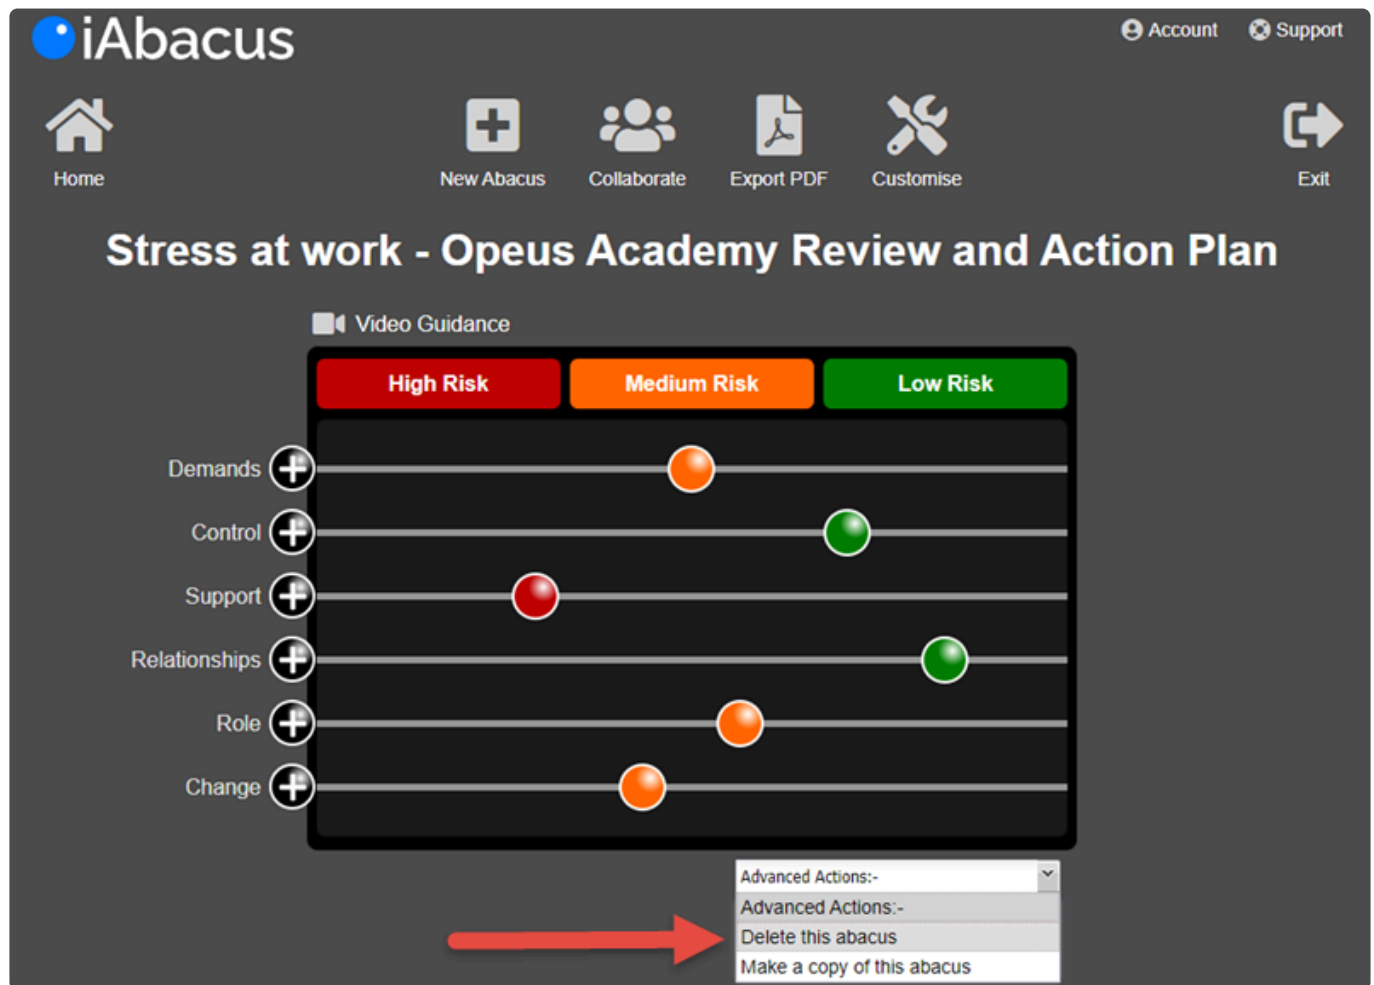 iAbacus
Account
Support
Home
New Abacus
Collaborate
Export PDF
Customise
Exit
Stress at work - Opeus Academy Review and Action Plan
Video Guidance
High Risk
Medium Risk
Low Risk
Demands
Control
Support
Relationships
Role
Change
Advanced Actions:-
Advanced Actions:-
Delete this abacus
Make a copy of this abacus